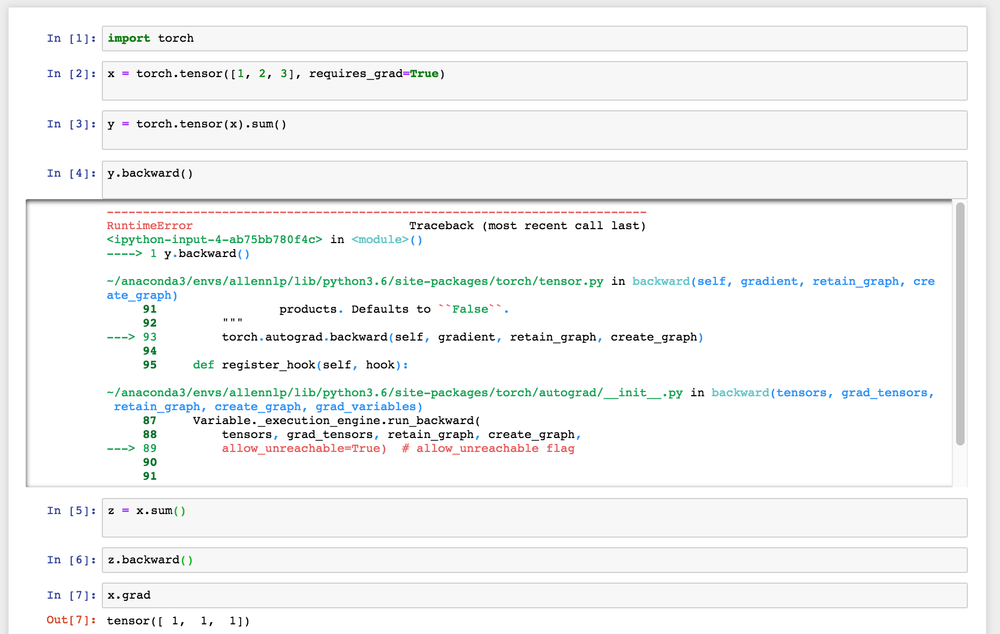 In [1]: import torch
In [2]: x = torch.tensor([1, 2, 3], requires_grad=True)
In [3]: y = torch.tensor(x).sum()
In [4]: y.backward()
---------------------------------------------------------------------------
RuntimeError                              Traceback (most recent call last)
<ipython-input-4-ab75bb780f4c> in <module>()
----> 1 y.backward()
~/anaconda3/envs/allennlp/lib/python3.6/site-packages/torch/tensor.py in backward(self, gradient, retain_graph, cre
ate_graph)
     91                 products. Defaults to ``False``.
     92         """
---> 93         torch.autograd.backward(self, gradient, retain_graph, create_graph)
     94
     95     def register_hook(self, hook):
~/anaconda3/envs/allennlp/lib/python3.6/site-packages/torch/autograd/__init__.py in backward(tensors, grad_tensors,
 retain_graph, create_graph, grad_variables)
     87     Variable._execution_engine.run_backward(
     88         tensors, grad_tensors, retain_graph, create_graph,
---> 89         allow_unreachable=True)  # allow_unreachable flag
     90
     91
In [5]: z = x.sum()
In [6]: z.backward()
In [7]: x.grad
Out[7]: tensor([ 1,  1,  1])